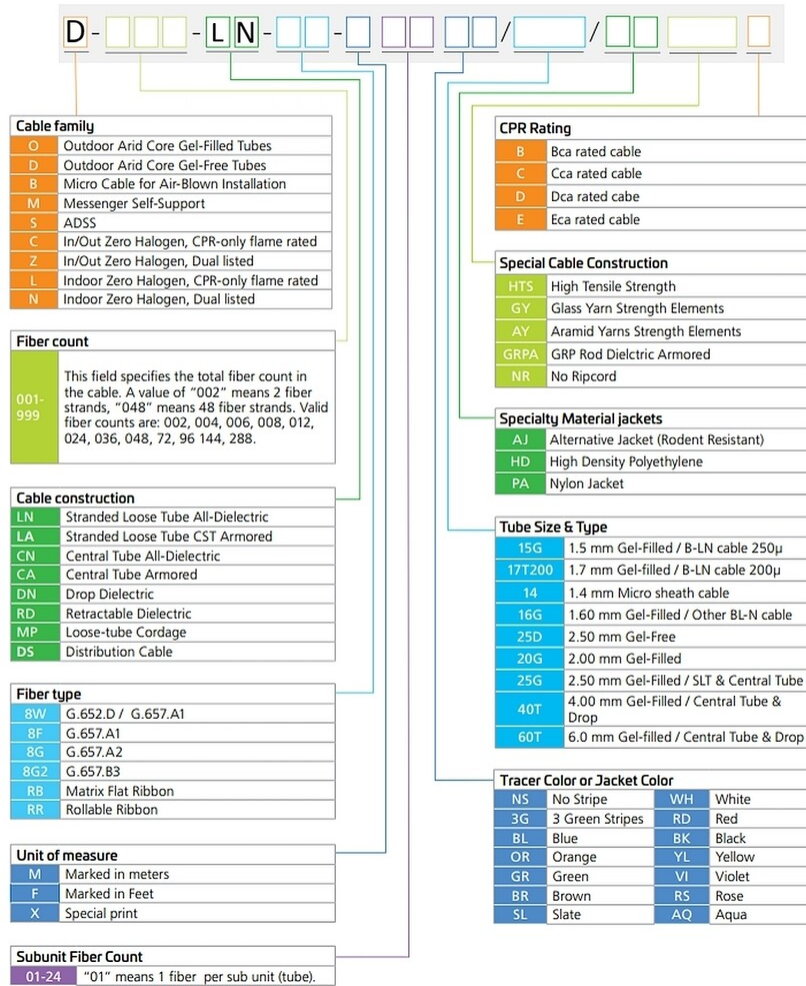 D - - L N - - - / /
Cable family
O Outdoor Arid Core Gel-Filled Tubes
D Outdoor Arid Core Gel-Free Tubes
B Micro Cable for Air-Blown Installation
M Messenger Self-Support
S ADSS
C In/Out Zero Halogen, CPR-only flame rated
Z In/Out Zero Halogen, Dual listed
L Indoor Zero Halogen, CPR-only flame rated
N Indoor Zero Halogen, Dual listed
Fiber count
001-
999
This field specifies the total fiber count in
the cable. A value of “002” means 2 fiber
strands, “048” means 48 fiber strands. Valid
fiber counts are: 002, 004, 006, 008, 012,
024, 036, 048, 72, 96 144, 288.
Cable construction
LN Stranded Loose Tube All-Dielectric
LA Stranded Loose Tube CST Armored
CN Central Tube All-Dielectric
CA Central Tube Armored
DN Drop Dielectric
RD Retractable Dielectric
MP Loose-tube Cordage
DS Distribution Cable
Fiber type
8W G.652.D / G.657.A1
8F G.657.A1
8G G.657.A2
8G2 G.657.B3
RB Matrix Flat Ribbon
RR Rollable Ribbon
Unit of measure
M Marked in meters
F Marked in Feet
X Special print
Subunit Fiber Count
01-24 “01” means 1 fiber per sub unit (tube).
CPR Rating
B Bca rated cable
C Cca rated cable
D Dca rated cabe
E Eca rated cable
Special Cable Construction
HTS High Tensile Strength
GY Glass Yarn Strength Elements
AY Aramid Yarns Strength Elements
GRPA GRP Rod Dielctric Armored
NR No Ripcord
Specialty Material jackets
AJ Alternative Jacket (Rodent Resistant)
HD High Density Polyethylene
PA Nylon Jacket
Tube Size & Type
15G 1.5 mm Gel-Filled / B-LN cable 250µ
17T200 1.7 mm Gel-filled / B-LN cable 200µ
14 1.4 mm Micro sheath cable
16G 1.60 mm Gel-Filled / Other BL-N cable
25D 2.50 mm Gel-Free
20G 2.00 mm Gel-Filled
25G 2.50 mm Gel-Filled / SLT & Central Tube
40T 4.00 mm Gel-Filled / Central Tube &
Drop
60T 6.0 mm Gel-filled / Central Tube & Drop
Tracer Color or Jacket Color
NS No Stripe WH White
3G 3 Green Stripes RD Red
BL Blue BK Black
OR Orange YL Yellow
GR Green VI Violet
BR Brown RS Rose
SL Slate AQ Aqua